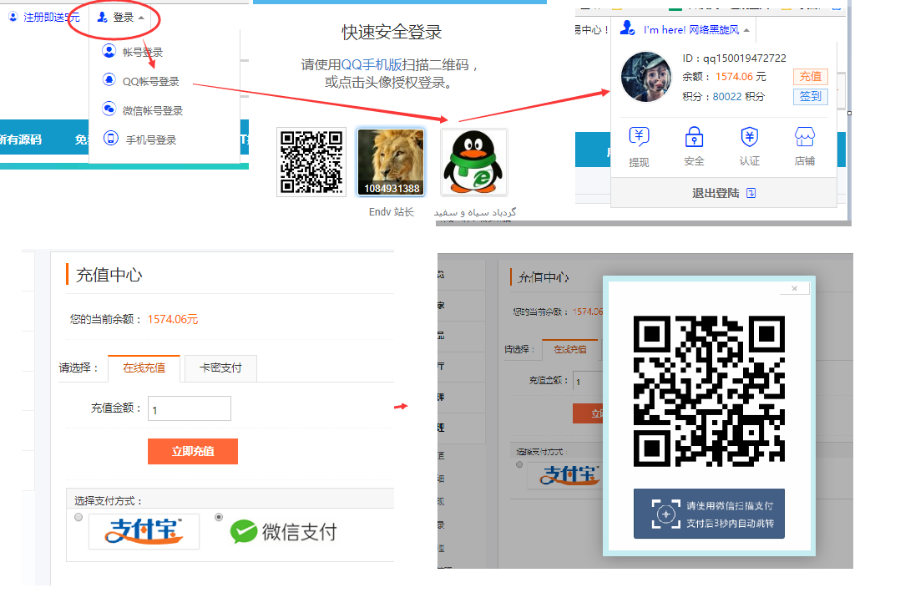 注册即送5元
登录
帐号登录
QQ帐号登录
微信帐号登录
手机号登录
所有源码
免
快速安全登录
请使用QQ手机版扫描二维码，
或点击头像授权登录。
1084931388
Endv 站长
گردباد سیاه و سفید
中心！
I'm here! 网络黑旋风
ID：qq150019472722
余额：1574.06 元
充值
积分：80022 积分
签到
提现
安全
认证
店铺
退出登陆
充值中心
您的当前余额：1574.06元
请选择：
在线充值
卡密支付
充值金额：
1
立即充值
选择支付方式：
支付宝
微信支付
充值中心
您的当前余额：1574.06
请选择：
在线充值
充值金额：
1
选择支付方式：
支付宝
请使用微信扫描支付
支付后3秒内自动跳转